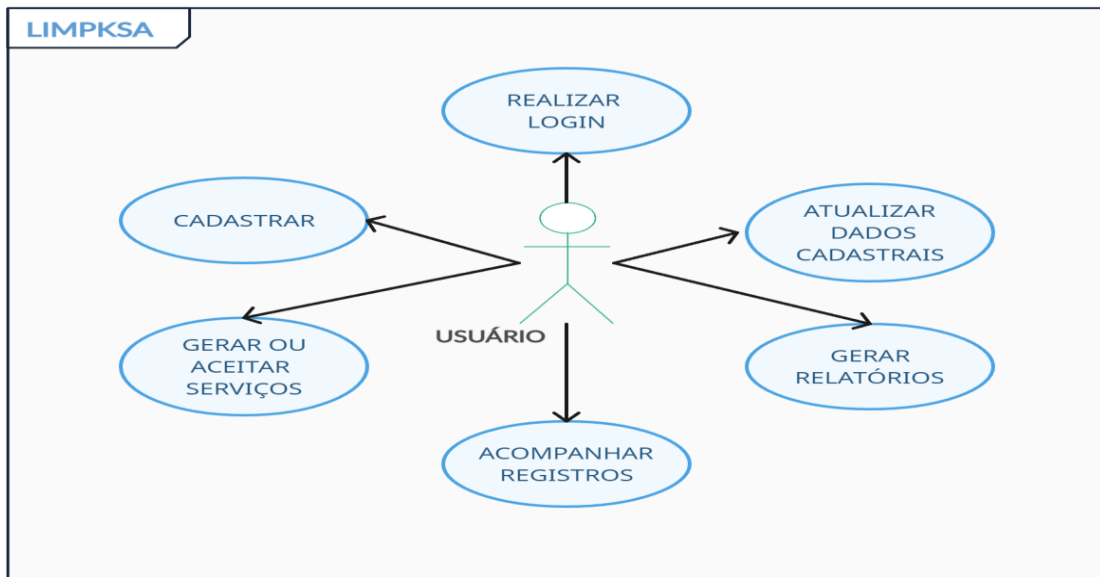 LIMPKSA
REALIZAR
LOGIN
CADASTRAR
ATUALIZAR
DADOS
CADASTRAIS
USUÁRIO
GERAR OU
ACEITAR
SERVIÇOS
GERAR
RELATÓRIOS
ACOMPANHAR
REGISTROS